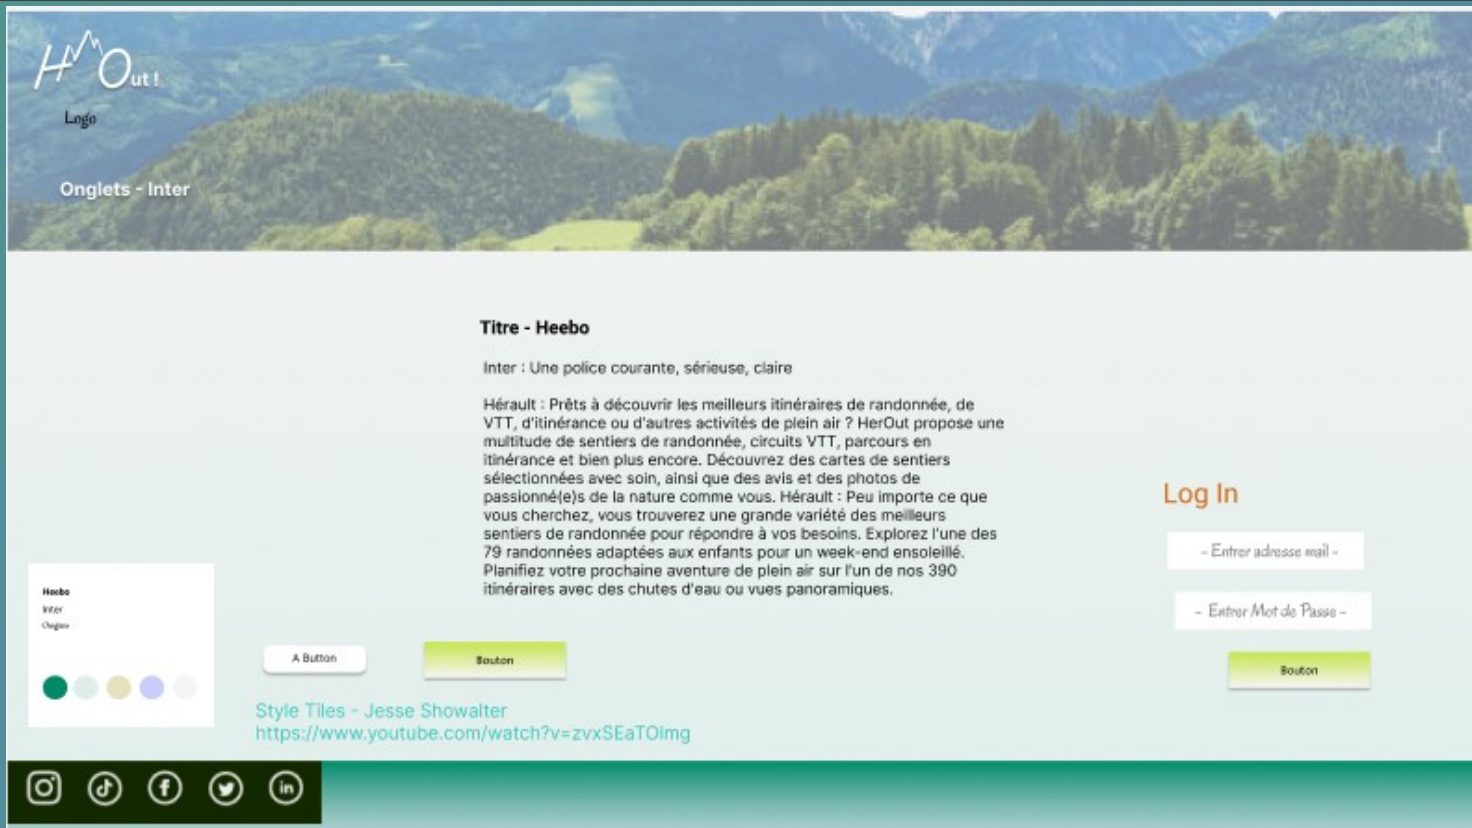 H Out !
Logo
Onglets - Inter
Titre - Heebo
Inter : Une police courante, sérieuse, claire
Hérault : Prêts à découvrir les meilleurs itinéraires de randonnée, de
VTT, d'itinérance ou d'autres activités de plein air ? HerOut propose une
multitude de sentiers de randonnée, circuits VTT, parcours en
itinérance et bien plus encore. Découvrez des cartes de sentiers
sélectionnées avec soin, ainsi que des avis et des photos de
passionné(e)s de la nature comme vous. Hérault : Peu importe ce que
vous cherchez, vous trouverez une grande variété des meilleurs
sentiers de randonnée pour répondre à vos besoins. Explorez l'une des
79 randonnées adaptées aux enfants pour un week-end ensoleillé.
Planifiez votre prochaine aventure de plein air sur l'un de nos 390
itinéraires avec des chutes d'eau ou vues panoramiques.
Log In
- Entrer adresse mail -
- Entrer Mot de Passe -
Bouton
Heebo
Inter
A Button
Bouton
Style Tiles - Jesse Showalter
https://www.youtube.com/watch?v=zvxSEaTOImg